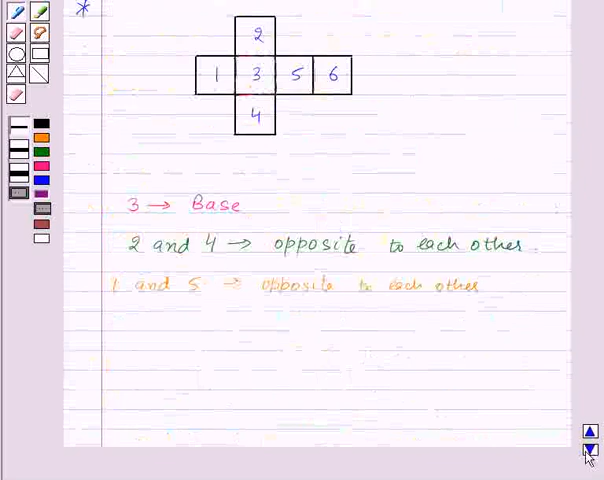 *
2
1 3 5 6
4
3 → Base
2 and 4 → opposite to each other.
1 and 5 → opposite to each other